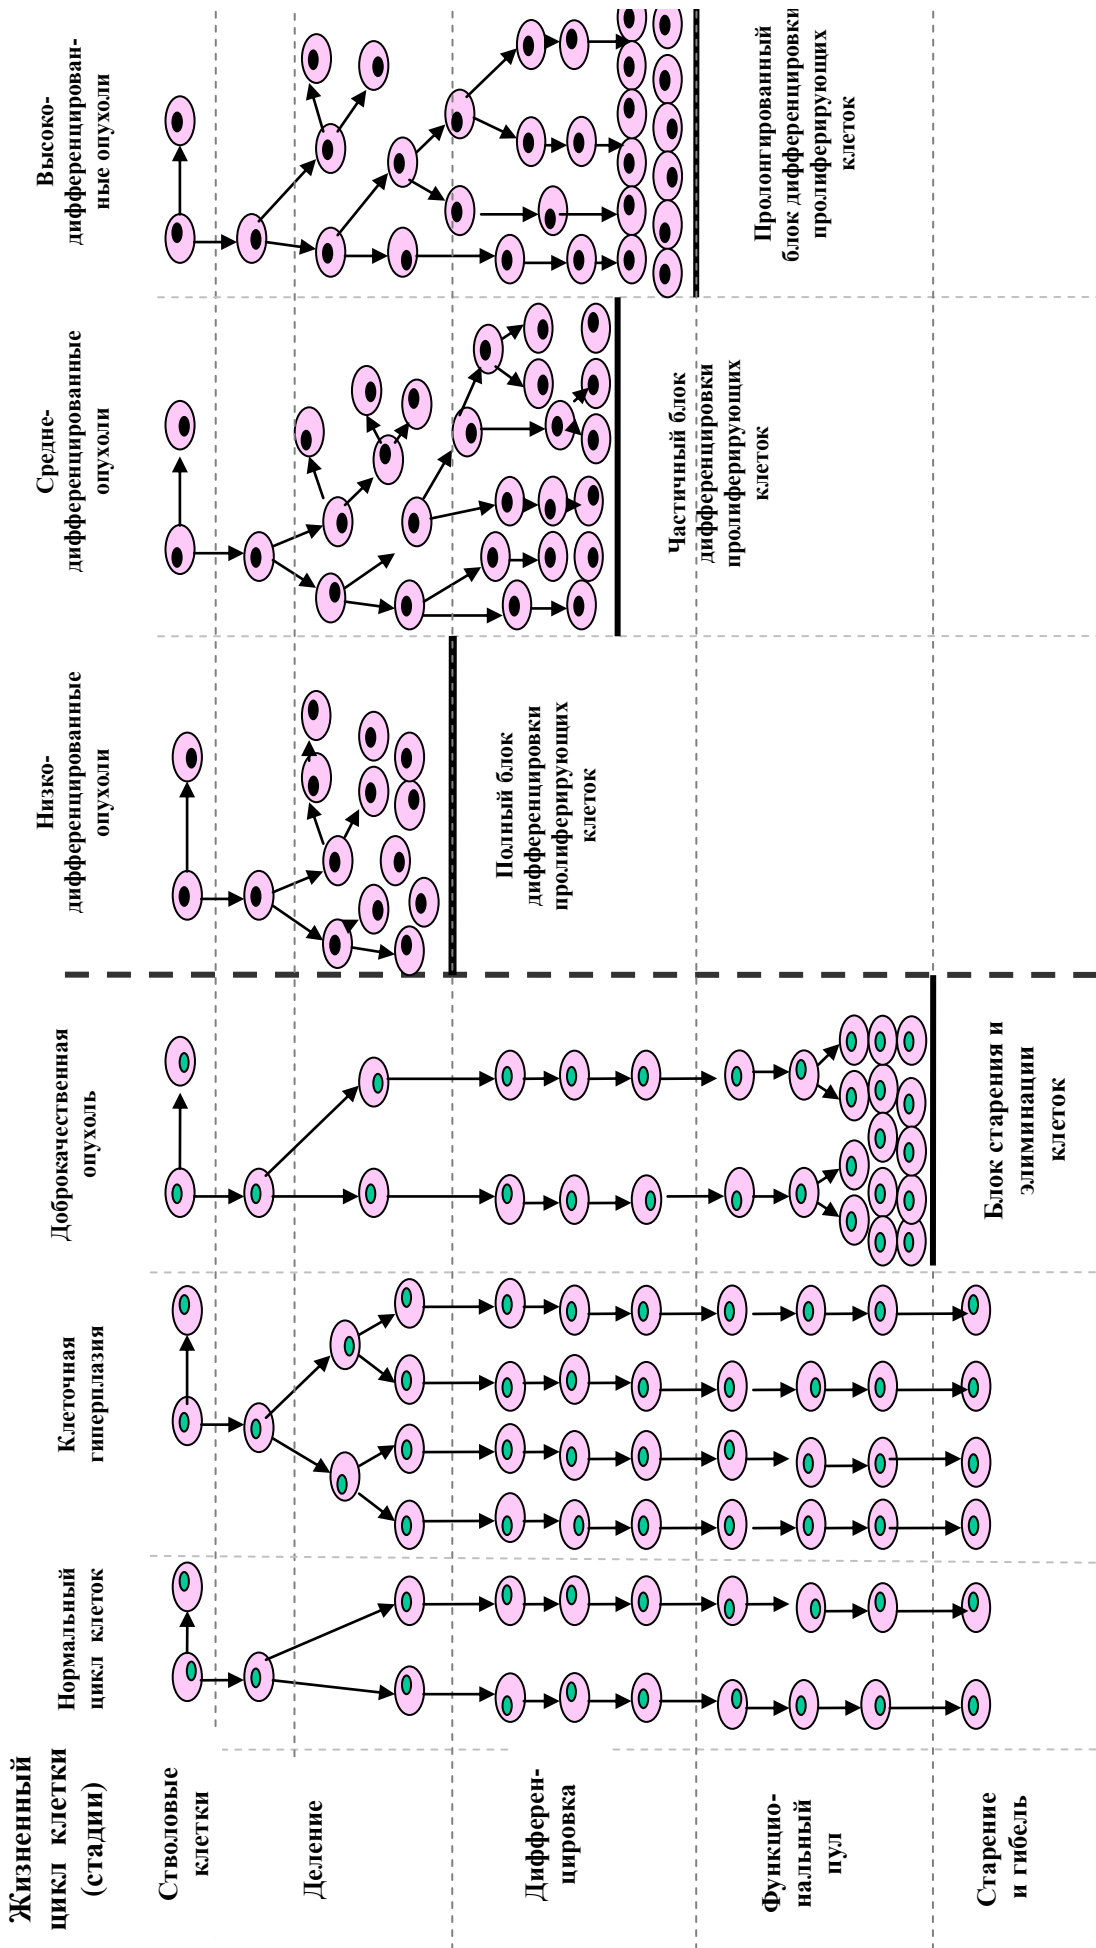 Жизненный
цикл клетки
(стадии)
Нормальный
цикл клеток
Клеточная
гиперплазия
Доброкачественная
опухоль
Низко-
дифференцированные
опухоли
Средне-
дифференцированные
опухоли
Высоко-
дифференцирован-
ные опухоли
Стволовые
клетки
Деление
Дифферен-
цировка
Функцио-
нальный
пул
Старение
и гибель
Блок старения и
элиминации
клеток
Полный блок
дифференцировки
пролиферирующих
клеток
Частичный блок
дифференцировки
пролиферирующих
клеток
Пролонгированный
блок дифференцировки
пролиферирующих
клеток